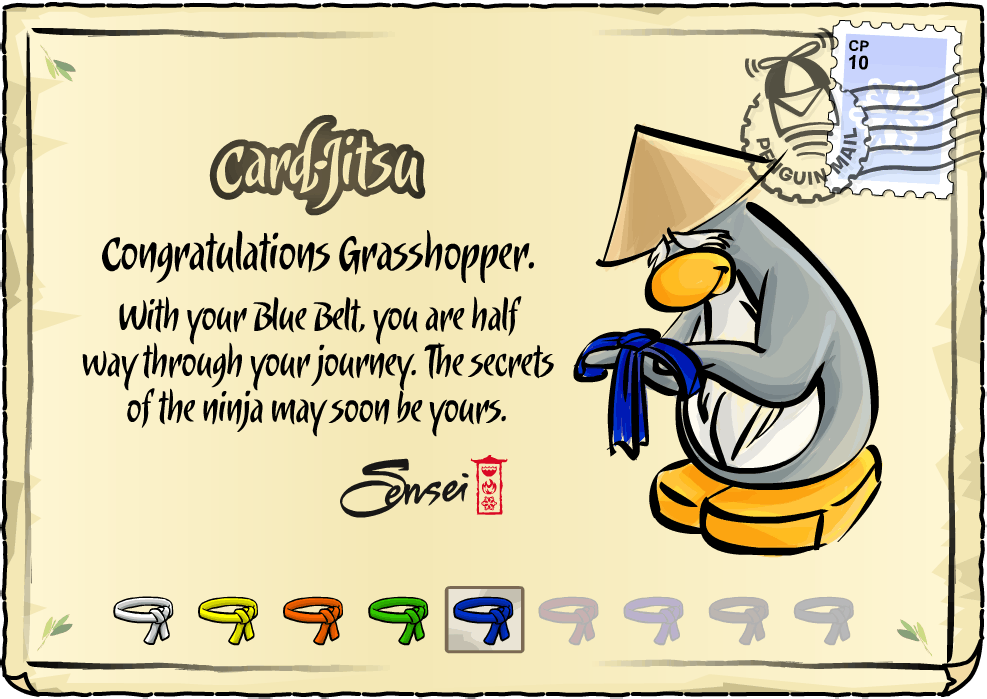 CP
10
PENGUIN MAIL
Card-Jitsu
Congratulations Grasshopper.
With your Blue Belt, you are half
way through your journey. The secrets
of the ninja may soon be yours.
Sensei